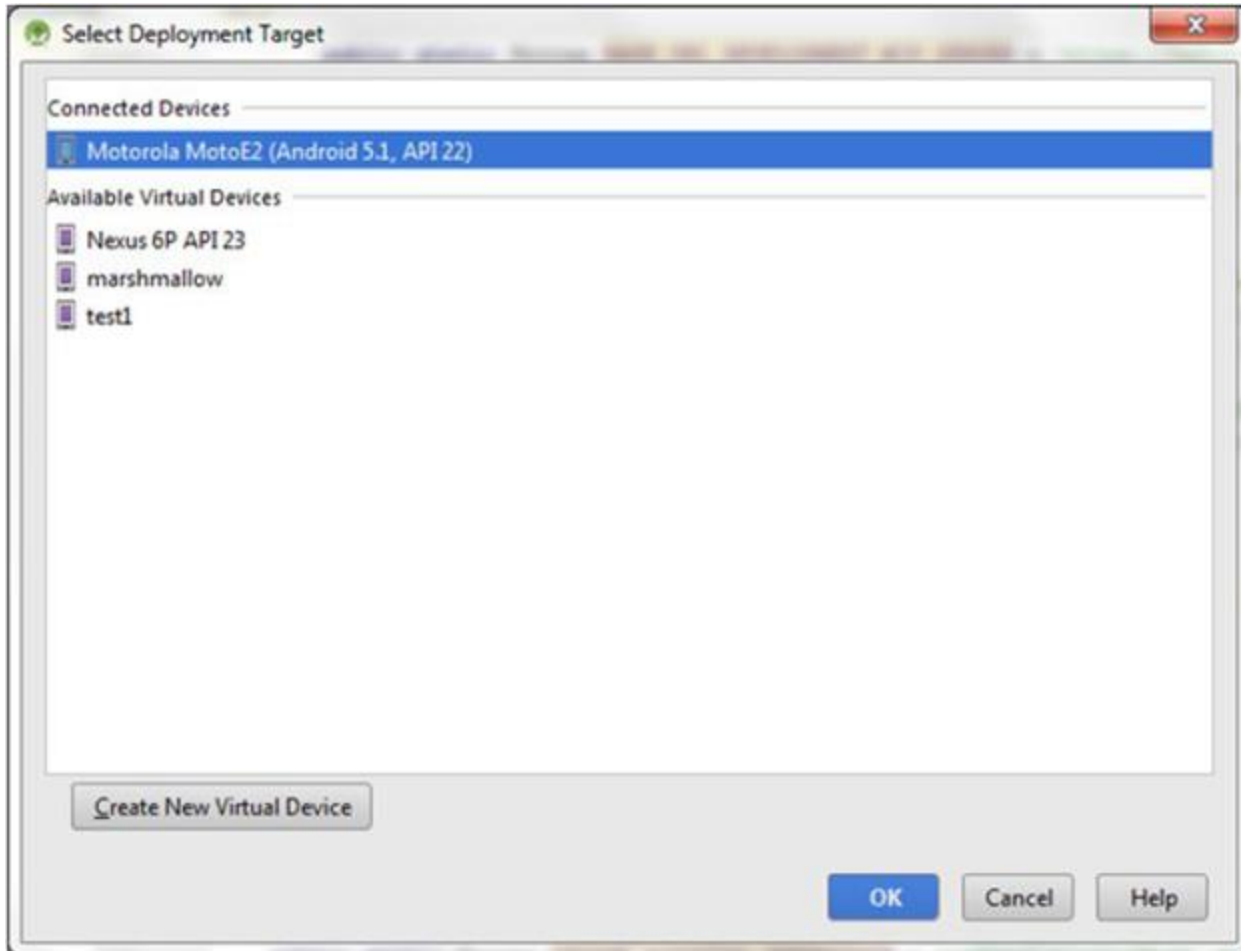 Select Deployment Target
Connected Devices
Motorola MotoE2 (Android 5.1, API 22)
Available Virtual Devices
Nexus 6P API 23
marshmallow
test1
Create New Virtual Device
OK
Cancel
Help